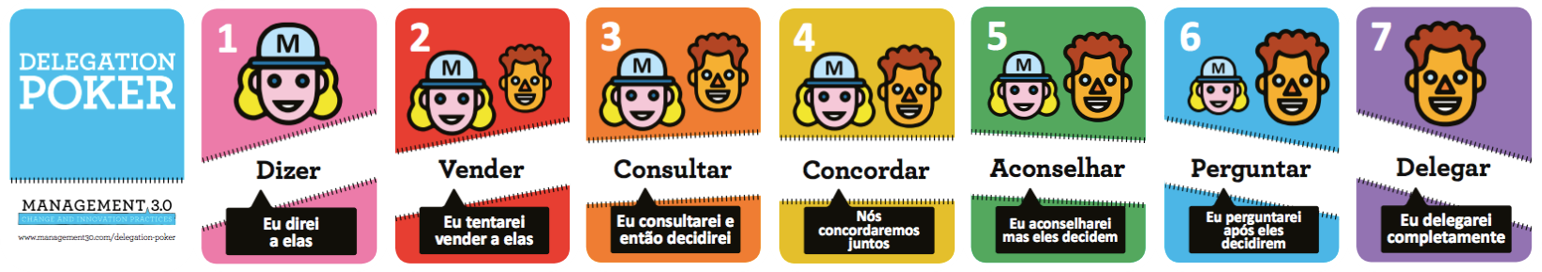 DELEGATION
POKER
MANAGEMENT 3.0
CHANGE AND INNOVATION PRACTICES
www.management30.com/delegation-poker
1
M
Dizer
Eu direi
a elas
2
M
Vender
Eu tentarei
vender a elas
3
M
Consultar
Eu consultarei e
então decidirei
4
M
Concordar
Nós
concordaremos
juntos
5
M
Aconselhar
Eu aconselharei
mas eles decidem
6
M
Perguntar
Eu perguntarei
após eles
decidirem
7
Delegar
Eu delegarei
completamente